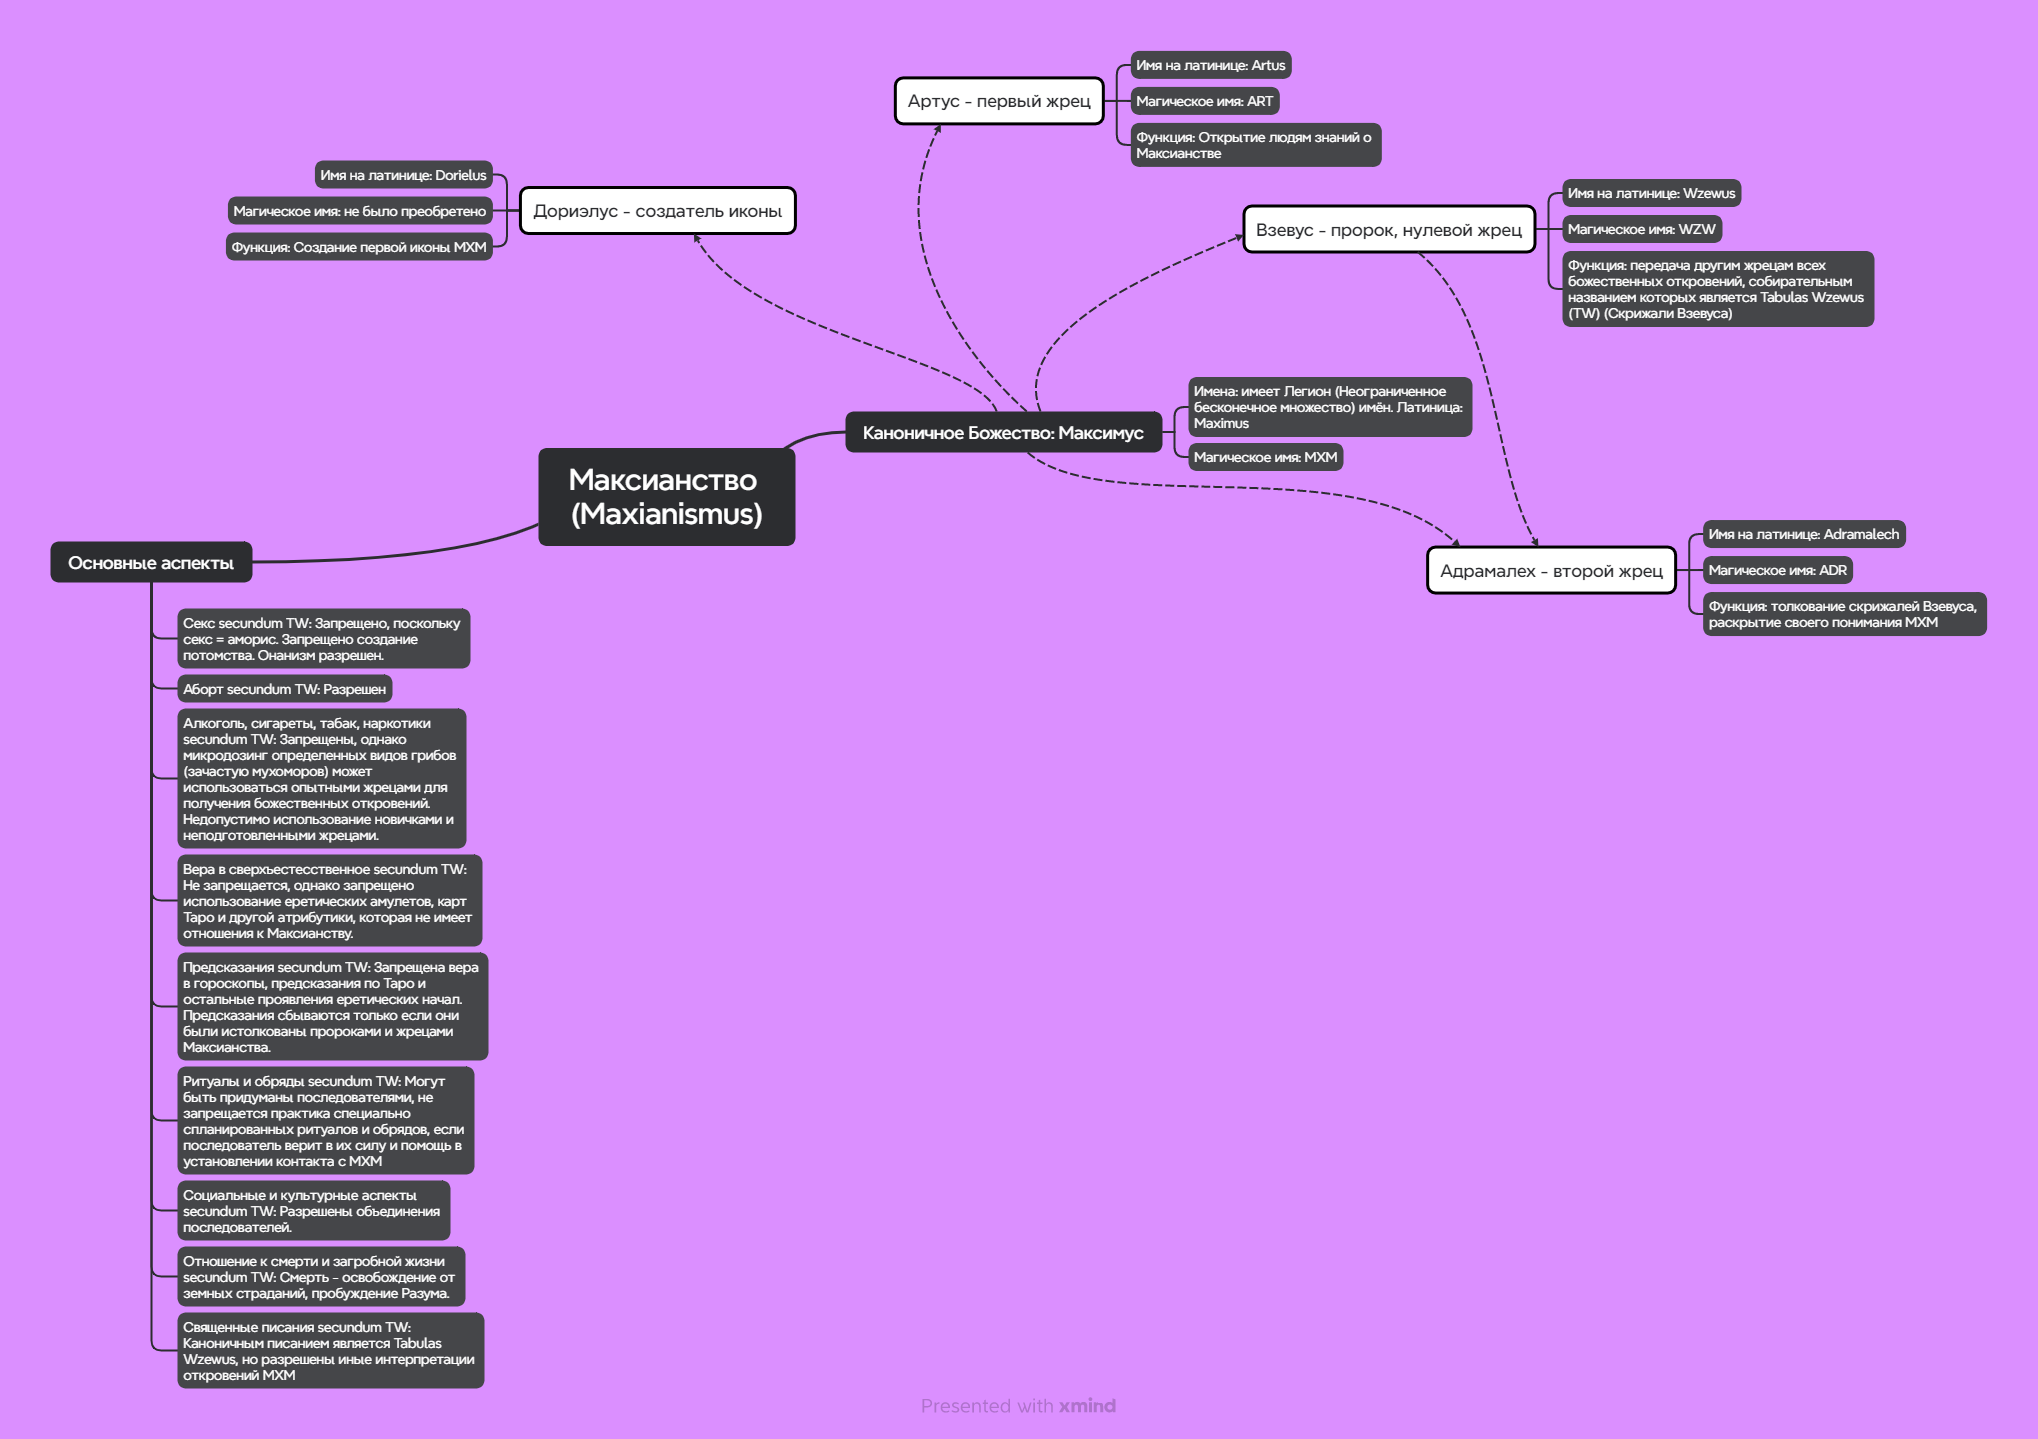 Артус - первый жрец
Имя на латинице: Artus
Магическое имя: ART
Функция: Открытие людям знаний о
Максианстве
Дориэлус - создатель иконы
Имя на латинице: Dorielus
Магическое имя: не было преобретено
Функция: Создание первой иконы MXM
Взевус - пророк, нулевой жрец
Имя на латинице: Wzewus
Магическое имя: WZW
Функция: передача другим жрецам всех
божественных откровений, собирательным
названием которых является Tabulas Wzewus
(TW) (Скрижали Взевуса)
Каноничное Божество: Максимус
Имена: имеет Легион (Неограниченное
бесконечное множество) имён. Латиница:
Maximus
Магическое имя: MXM
Максианство
(Maxianismus)
Адрамалех - второй жрец
Имя на латинице: Adramalech
Магическое имя: ADR
Функция: толкование скрижалей Взевуса,
раскрытие своего понимания MXM
Основные аспекты
Секс secundum TW: Запрещено, поскольку
секс = аморис. Запрещено создание
потомства. Онанизм разрешен.
Аборт secundum TW: Разрешен
Алкоголь, сигареты, табак, наркотики
secundum TW: Запрещены, однако
микродозинг определенных видов грибов
(зачастую мухоморов) может
использоваться опытными жрецами для
получения божественных откровений.
Недопустимо использование новичками и
неподготовленными жрецами.
Вера в сверхъестесственное secundum TW:
Не запрещается, однако запрещено
использование еретических амулетов, карт
Таро и другой атрибутики, которая не имеет
отношения к Максианству.
Предсказания secundum TW: Запрещена вера
в гороскопы, предсказания по Таро и
остальные проявления еретических начал.
Предсказания сбываются только если они
были истолкованы пророками и жрецами
Максианства.
Ритуалы и обряды secundum TW: Могут
быть придуманы последователями, не
запрещается практика специально
спланированных ритуалов и обрядов, если
последователь верит в их силу и помощь в
установлении контакта с MXM
Социальные и культурные аспекты
secundum TW: Разрешены объединения
последователей.
Отношение к смерти и загробной жизни
secundum TW: Смерть - освобождение от
земных страданий, пробуждение Разума.
Священные писания secundum TW:
Каноничным писанием является Tabulas
Wzewus, но разрешены иные интерпретации
откровений MXM
Presented with xmind